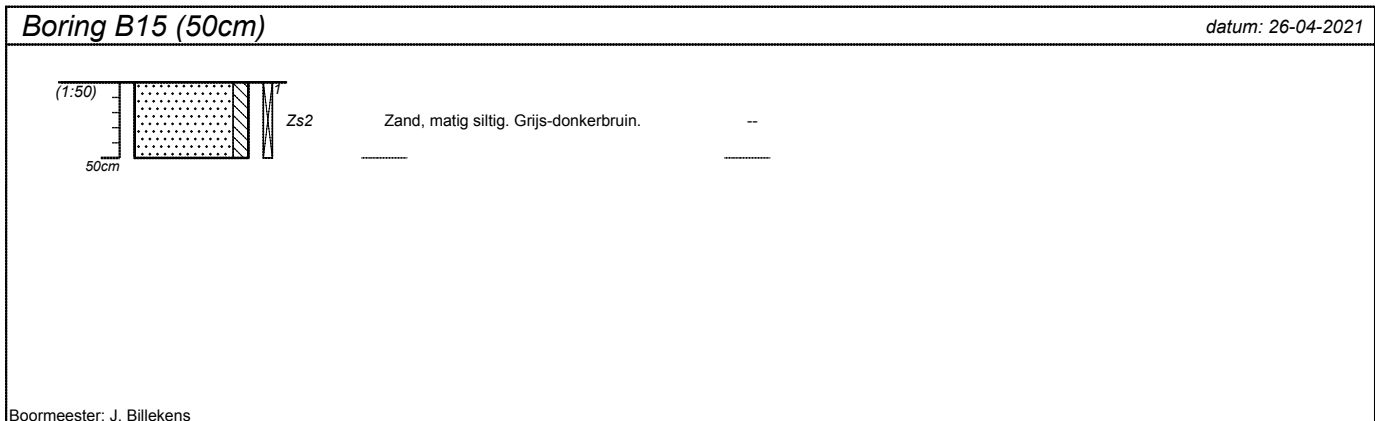 Boring B15 (50cm) datum: 26-04-2021
(1:50) 1
Zs2 Zand, matig siltig. Grijs-donkerbruin. --
50cm
Boormeester: J. Billekens